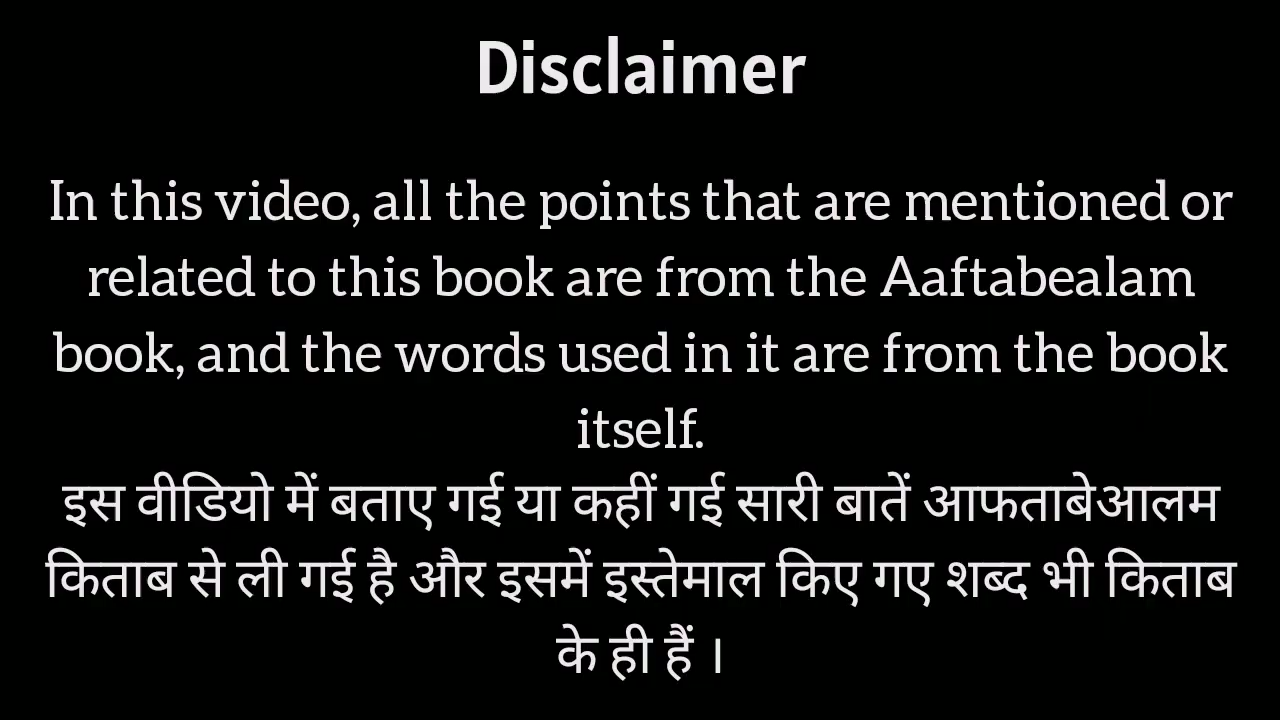 Disclaimer
In this video, all the points that are mentioned or
related to this book are from the Aaftabealam
book, and the words used in it are from the book
itself.
इस वीडियो में बताए गई या कहीं गई सारी बातें आफताबेआलम
किताब से ली गई है और इसमें इस्तेमाल किए गए शब्द भी किताब
के ही हैं ।